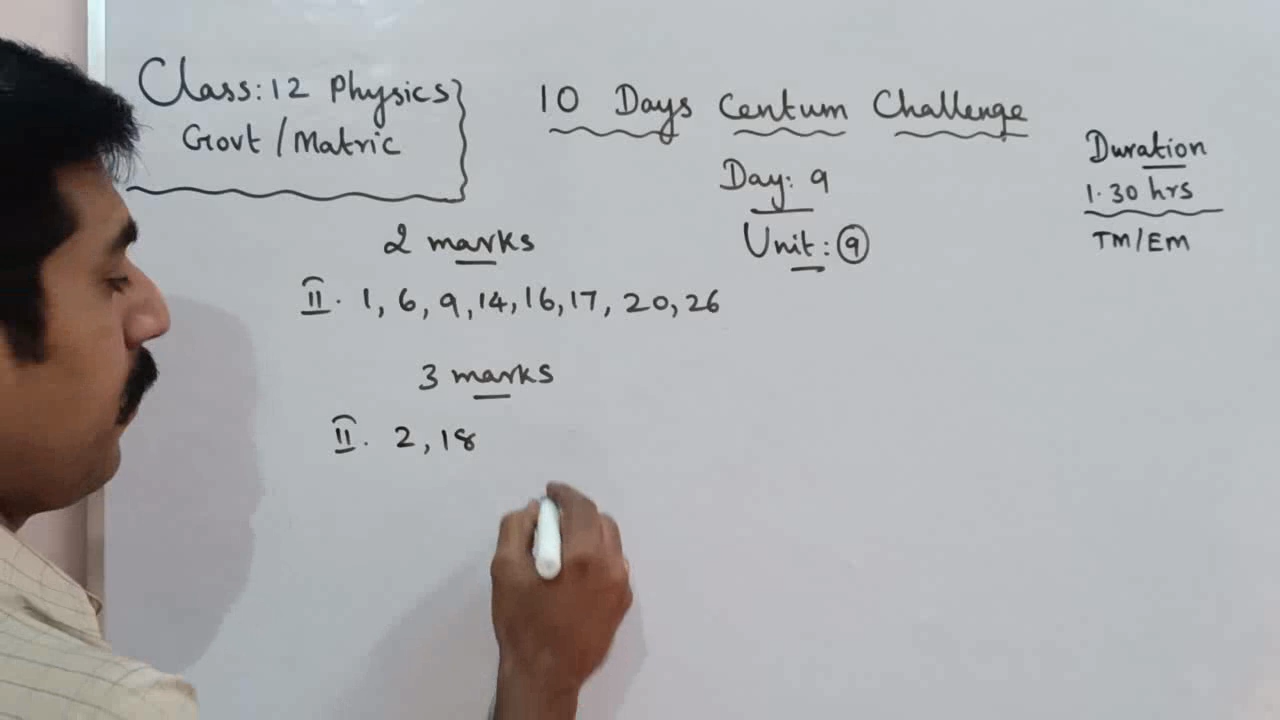 Class: 12 Physics
Govt / Matric
10 Days Centum Challenge
Day: 9
Unit: 9
Duration
1.30 hrs
TM/EM
2 marks
II. 1, 6, 9, 14, 16, 17, 20, 26
3 marks
II. 2, 18